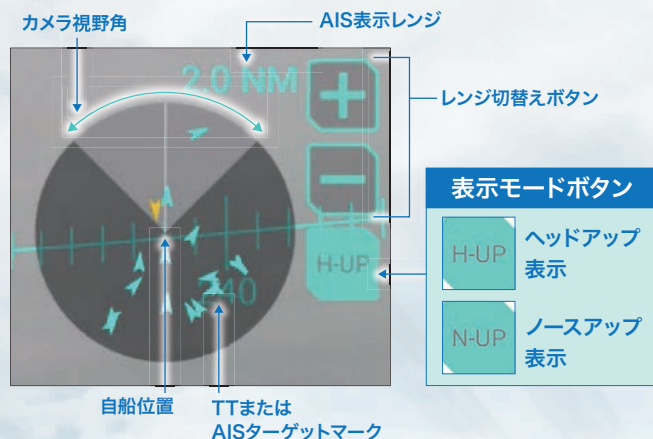 カメラ視野角
AIS表示レンジ
2.0 NM
レンジ切替えボタン
表示モードボタン
H-UP
ヘッドアップ
表示
H-UP
240
N-UP
ノースアップ
表示
自船位置
TTまたは
AISターゲットマーク